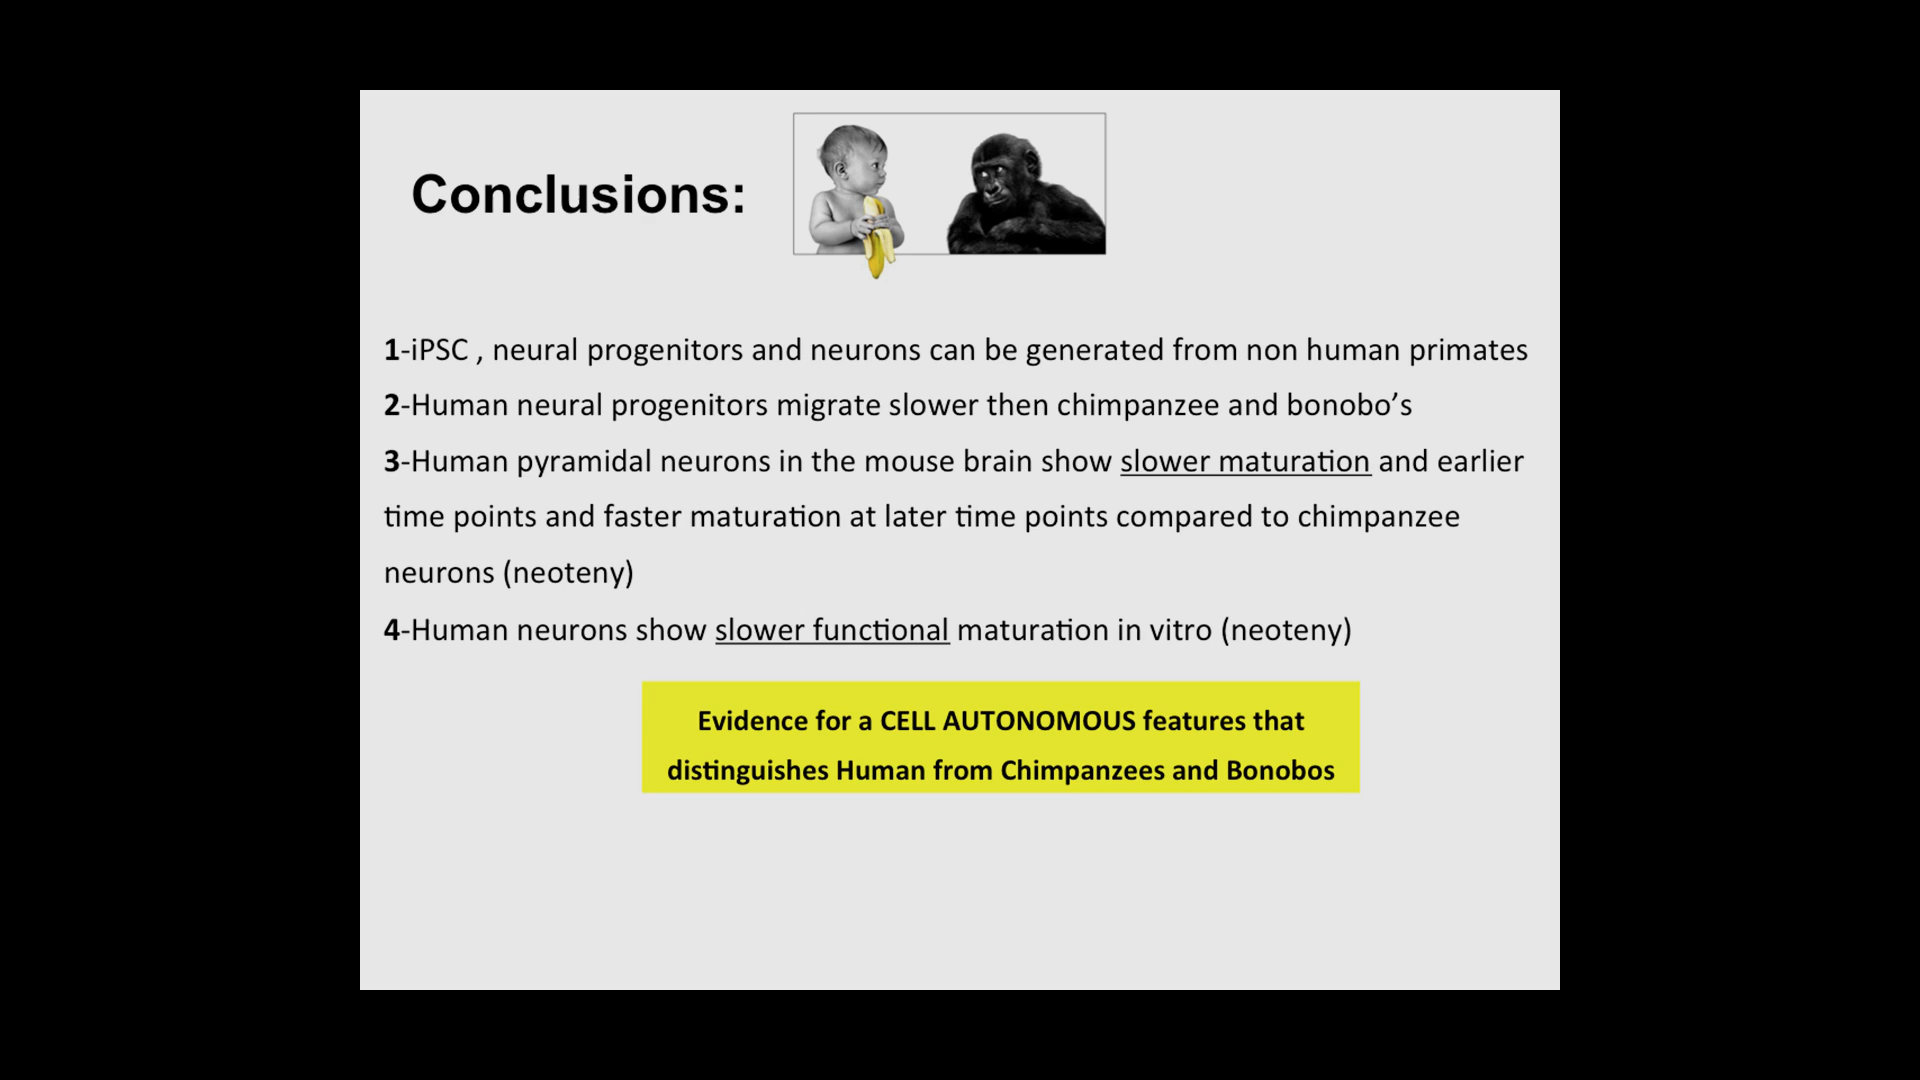 Conclusions:
1-iPSC , neural progenitors and neurons can be generated from non human primates
2-Human neural progenitors migrate slower then chimpanzee and bonobo’s
3-Human pyramidal neurons in the mouse brain show slower maturation and earlier
time points and faster maturation at later time points compared to chimpanzee
neurons (neoteny)
4-Human neurons show slower functional maturation in vitro (neoteny)
Evidence for a CELL AUTONOMOUS features that
distinguishes Human from Chimpanzees and Bonobos